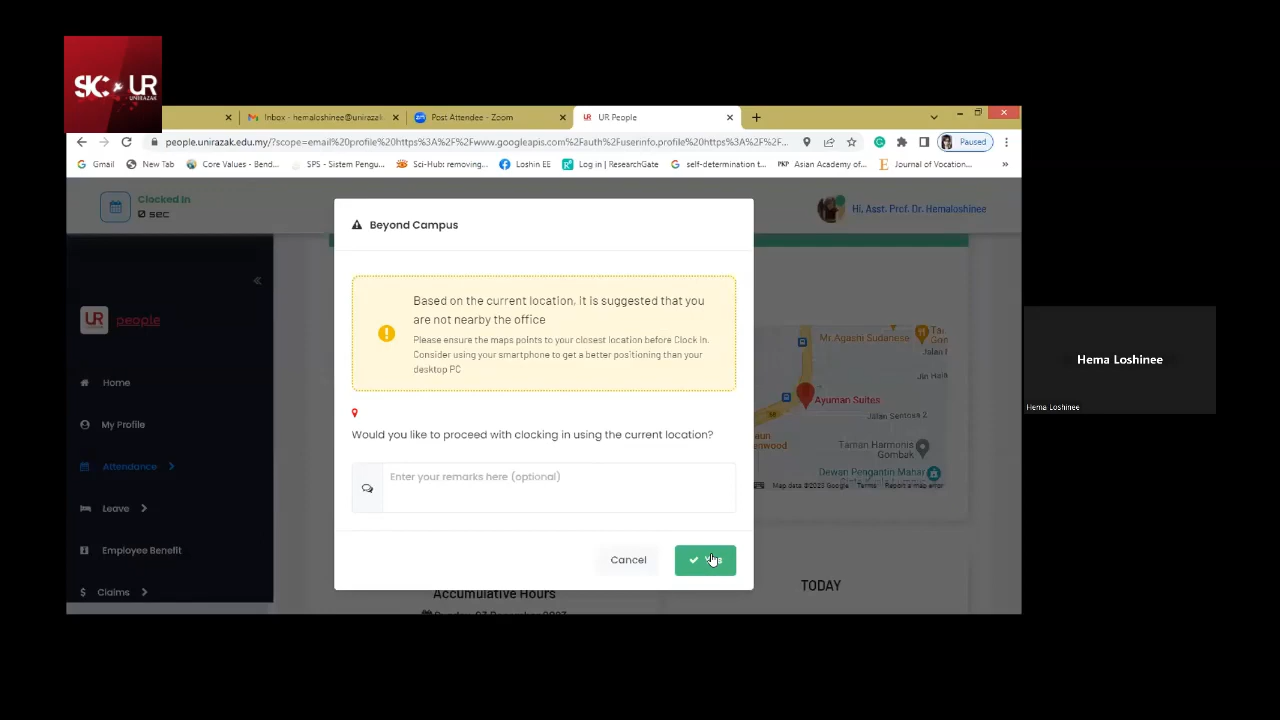 SIC UR
UNIRAZAK
Inbox - hemaloshinee@uniraza
Post Attendee - Zoom
UR People
people.unirazak.edu.my/?scope=email%20profile%20https%3A%2F%2Fwww.googleapis.com%2Fauth%2Fuserinfo.profile%20https%3A%2F%2F...
Paused
Gmail
New Tab
Core Values - Bend...
SPS - Sistem Pengu...
Sci-Hub: removing...
Loshin EE
Log in | ResearchGate
self-determination t...
Asian Academy of...
Journal of Vocation...
Clocked In
0 sec
Hi, Asst. Prof. Dr. Hemaloshinee
UR people
Home
My Profile
Attendance
Leave
Employee Benefit
Claims
Beyond Campus
Based on the current location, it is suggested that you
are not nearby the office
Please ensure the maps points to your closest location before Clock In.
Consider using your smartphone to get a better positioning than your
desktop PC
Would you like to proceed with clocking in using the current location?
Enter your remarks here (optional)
Cancel
Mr.Agashi Sudanese
Jalan
Ayuman Suites
Jalan Sentosa 2
Taman Harmonis
Gombak
Dewan Pengantin Mahar
Map data ©2023 Google
Terms
Report a map error
Accumulative Hours
TODAY
Hema Loshinee
Hema Loshinee